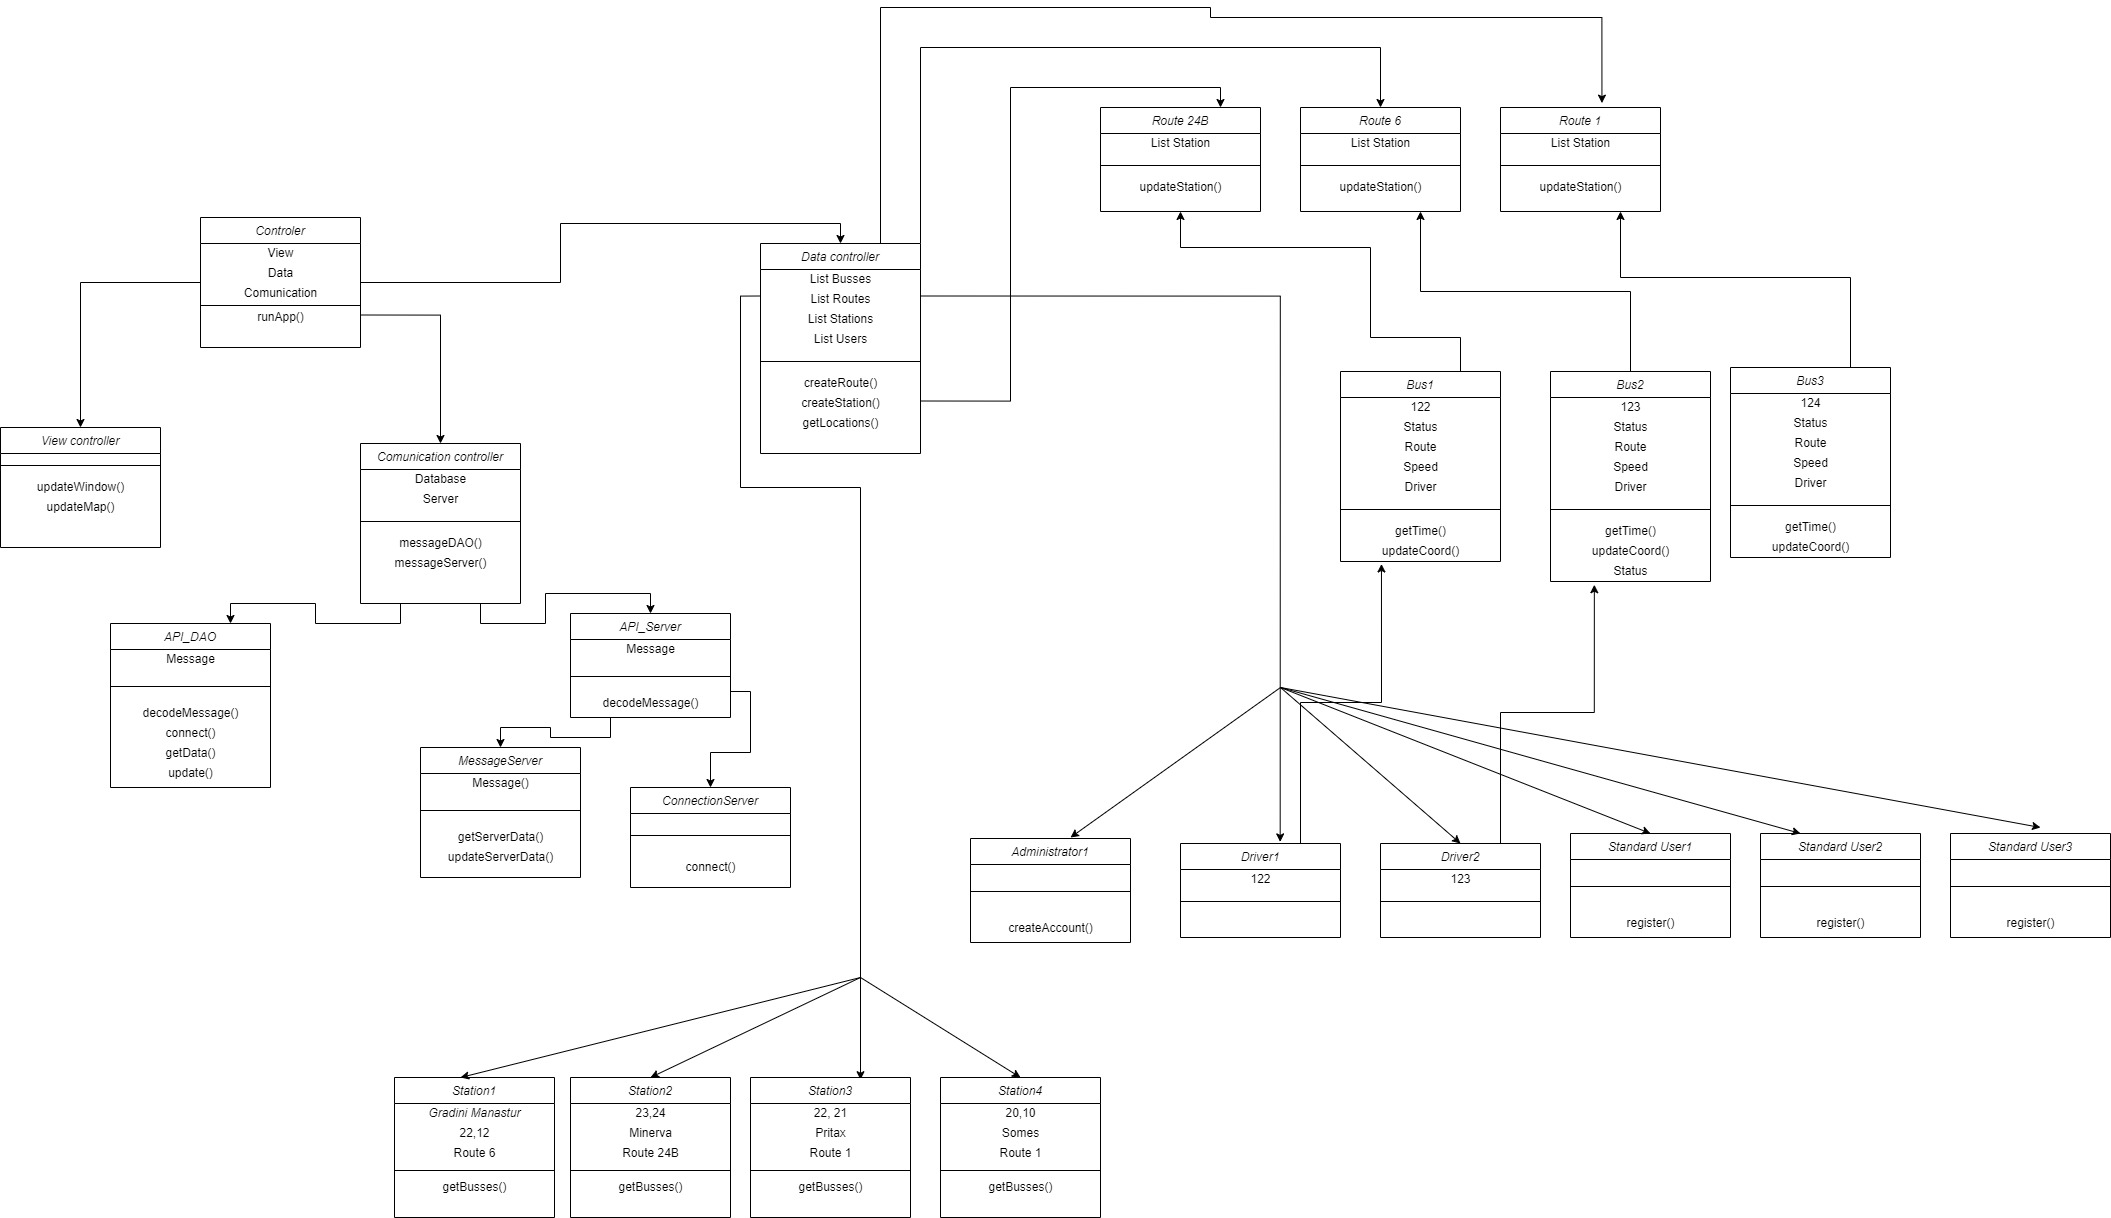 Route 24B
List Station
updateStation()
Route 6
List Station
updateStation()
Route 1
List Station
updateStation()
Controler
View
Data
Comunication
runApp()
Data controller
List Busses
List Routes
List Stations
List Users
createRoute()
createStation()
getLocations()
Bus1
122
Status
Route
Speed
Driver
getTime()
updateCoord()
Bus2
123
Status
Route
Speed
Driver
getTime()
updateCoord()
Status
Bus3
124
Status
Route
Speed
Driver
getTime()
updateCoord()
View controller
updateWindow()
updateMap()
Comunication controller
Database
Server
messageDAO()
messageServer()
API_DAO
Message
decodeMessage()
connect()
getData()
update()
API_Server
Message
decodeMessage()
MessageServer
Message()
getServerData()
updateServerData()
ConnectionServer
connect()
Administrator1
createAccount()
Driver1
122
Driver2
123
Standard User1
register()
Standard User2
register()
Standard User3
register()
Station1
Gradini Manastur
22,12
Route 6
getBusses()
Station2
23,24
Minerva
Route 24B
getBusses()
Station3
22, 21
Pritax
Route 1
getBusses()
Station4
20,10
Somes
Route 1
getBusses()